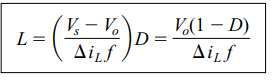 L = ( (V_s − V_o) / (Δi_L f) ) D = V_o(1 − D) / (Δi_L f)